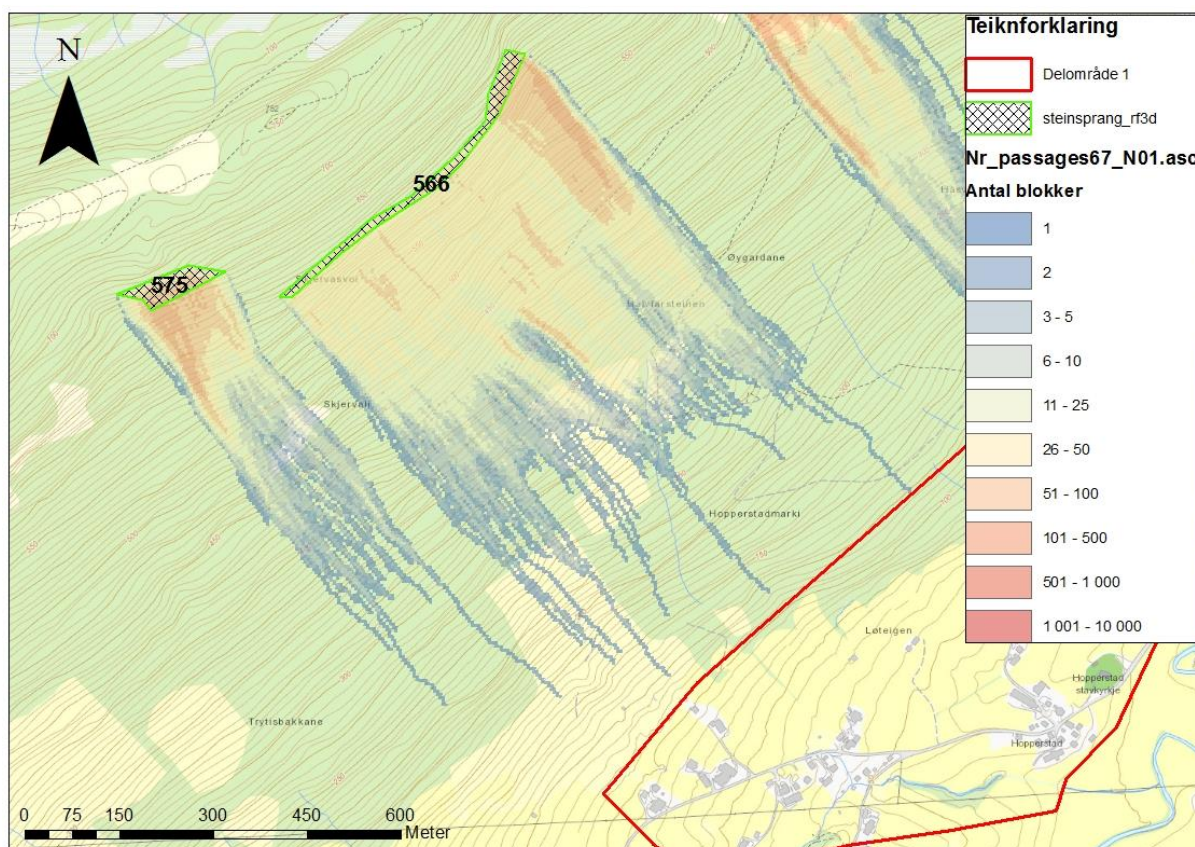 N
Teiknforklaring
Delområde 1
steinsprang_rf3d
Nr_passages67_N01.asc
Antal blokker
1
2
3 - 5
6 - 10
11 - 25
26 - 50
51 - 100
101 - 500
501 - 1 000
1 001 - 10 000
566
575
Øygardane
Skjervali
Hopperstadmarki
Løteigen
Hopperstad
stavkyrkje
Hopperstad
Trytisbakkane
0 75 150 300 450 600
Meter